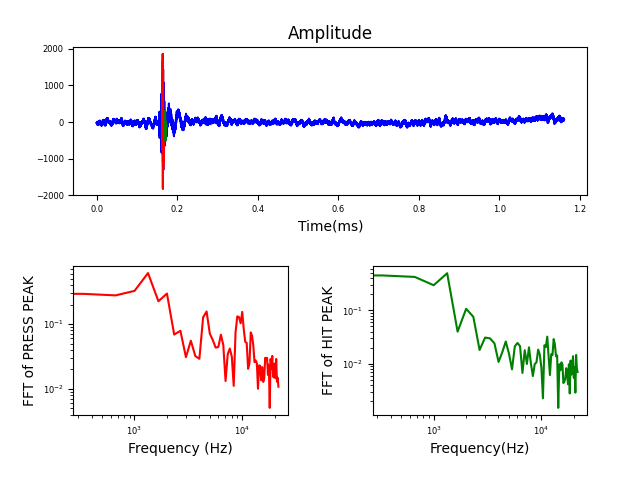 Amplitude
2000
1000
0
−1000
−2000
0.0 0.2 0.4 0.6 0.8 1.0 1.2
Time(ms)
FFT of PRESS PEAK
10⁻¹
10⁻²
10³ 10⁴
Frequency (Hz)
FFT of HIT PEAK
10⁻¹
10⁻²
10³ 10⁴
Frequency(Hz)